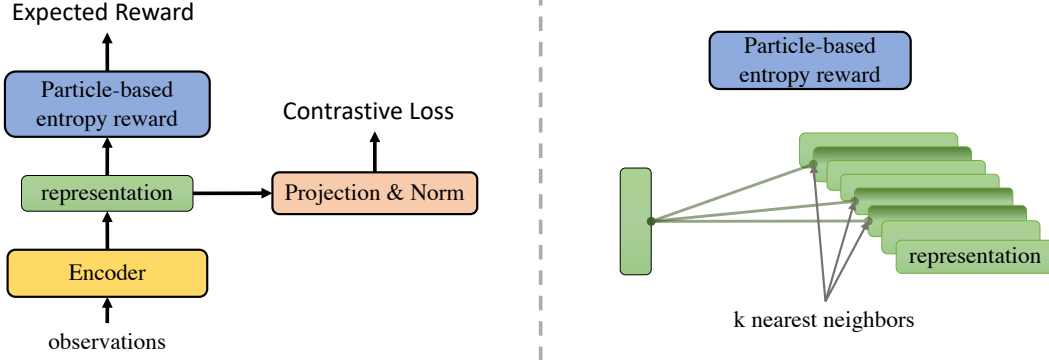 Expected Reward
Particle-based
entropy reward
Contrastive Loss
representation
Projection & Norm
Encoder
observations
Particle-based
entropy reward
representation
k nearest neighbors